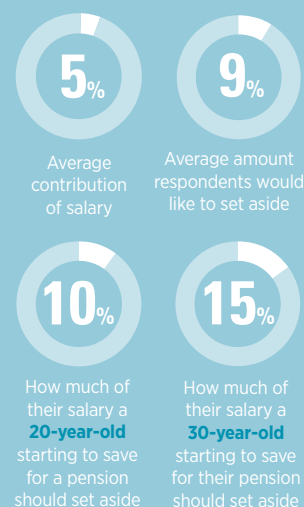 5%
Average
contribution
of salary
9%
Average amount
respondents would
like to set aside
10%
How much of
their salary a
20-year-old
starting to save
for a pension
should set aside
15%
How much of
their salary a
30-year-old
starting to save
for their pension
should set aside